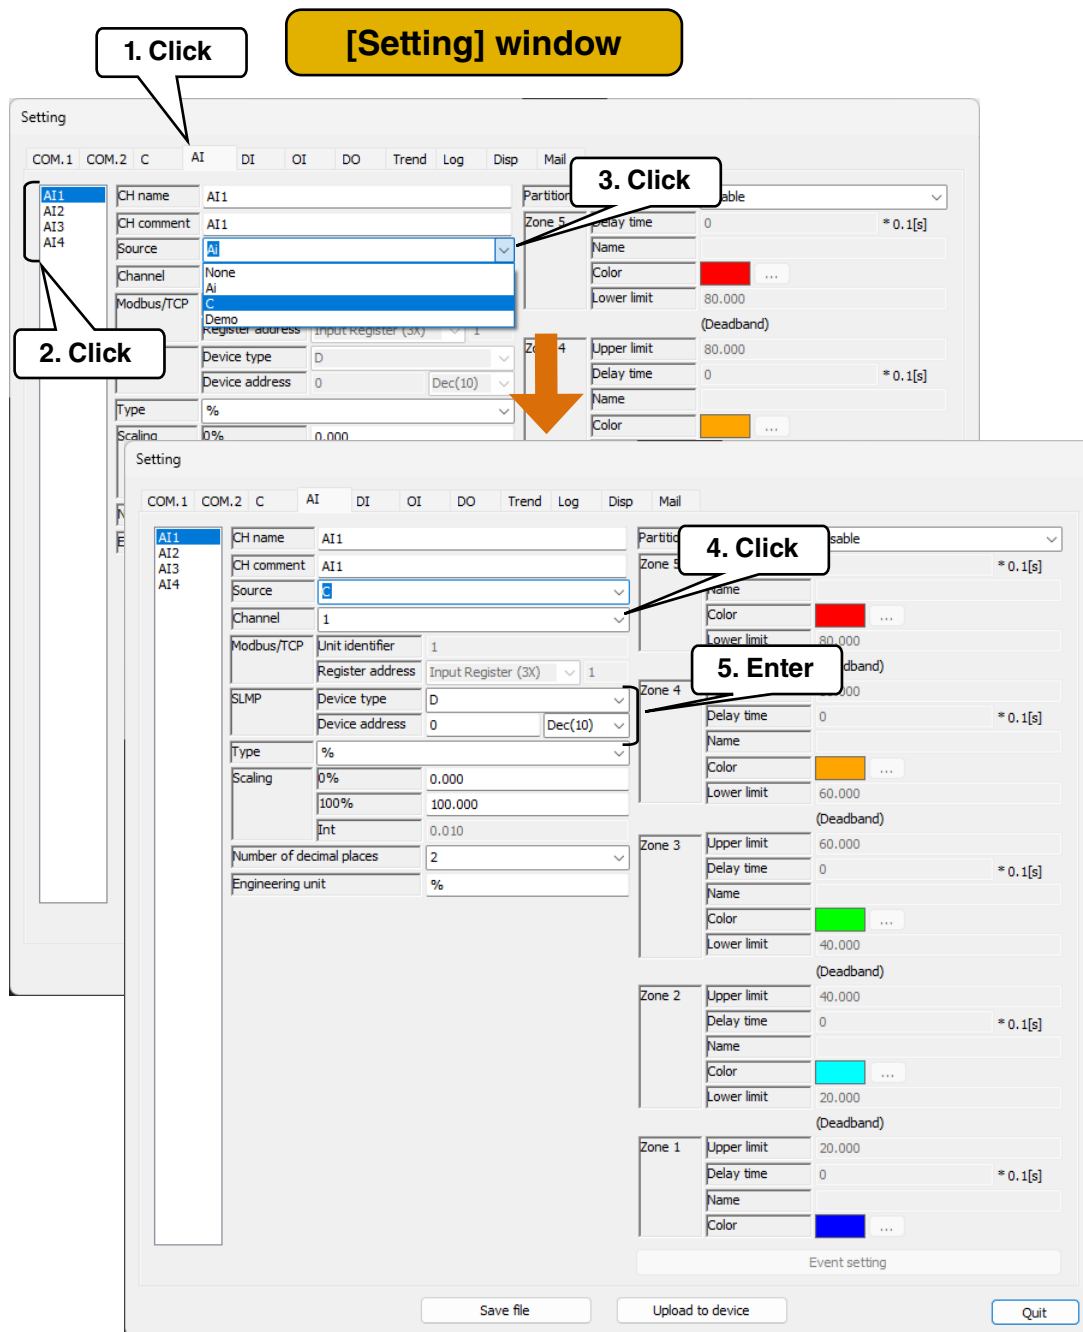 [Setting] window
1. Click
Setting
COM.1 COM.2 C AI DI OI DO Trend Log Disp Mail
3. Click
AI1
AI2
AI3
AI4
CH name AI1
CH comment AI1
Source Ai
None
Ai
C
Demo
Channel
Modbus/TCP
Register address Input Register (3X) 1
2. Click
Device type D
Device address 0 Dec(10)
Type %
Scaling 0% 0.000
Partition
Zone 5 Delay time 0 * 0.1[s]
Name
Color ...
Lower limit 80.000
(Deadband)
Upper limit 80.000
Delay time 0 * 0.1[s]
Name
Color ...
Setting
COM.1 COM.2 C AI DI OI DO Trend Log Disp Mail
AI1
AI2
AI3
AI4
CH name AI1
CH comment AI1
Source C
Channel 1
Modbus/TCP Unit identifier 1
Register address Input Register (3X) 1
SLMP Device type D
Device address 0 Dec(10)
Type %
Scaling 0% 0.000
100% 100.000
Int 0.010
Number of decimal places 2
Engineering unit %
4. Click
5. Enter
Zone 5 * 0.1[s]
Name
Color ...
Lower limit 80.000
Zone 4
Delay time 0 * 0.1[s]
Name
Color ...
Lower limit 60.000
(Deadband)
Zone 3 Upper limit 60.000
Delay time 0 * 0.1[s]
Name
Color ...
Lower limit 40.000
(Deadband)
Zone 2 Upper limit 40.000
Delay time 0 * 0.1[s]
Name
Color ...
Lower limit 20.000
(Deadband)
Zone 1 Upper limit 20.000
Delay time 0 * 0.1[s]
Name
Color ...
Event setting
Save file Upload to device Quit